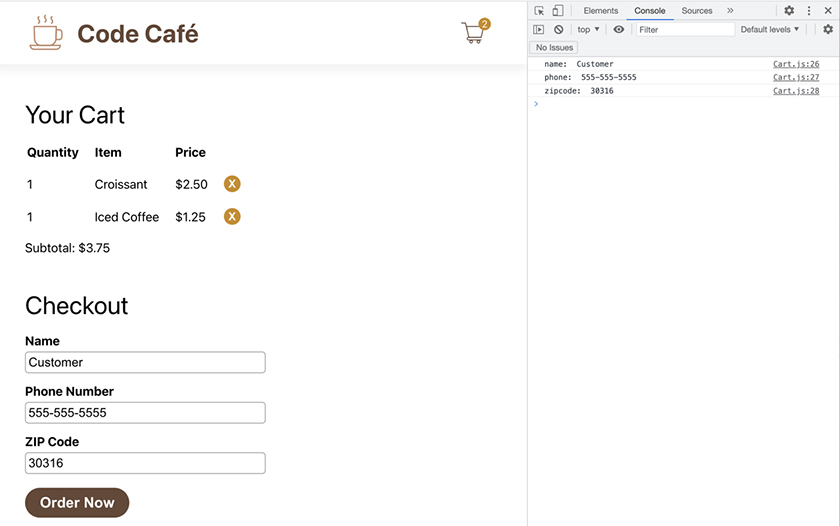 Code Café
2
Your Cart
Quantity Item Price
1 Croissant $2.50 X
1 Iced Coffee $1.25 X
Subtotal: $3.75
Checkout
Name
Customer
Phone Number
555-555-5555
ZIP Code
30316
Order Now
Elements Console Sources »
top ▼ Filter Default levels ▼
No Issues
name: Customer Cart.js:26
phone: 555-555-5555 Cart.js:27
zipcode: 30316 Cart.js:28
>